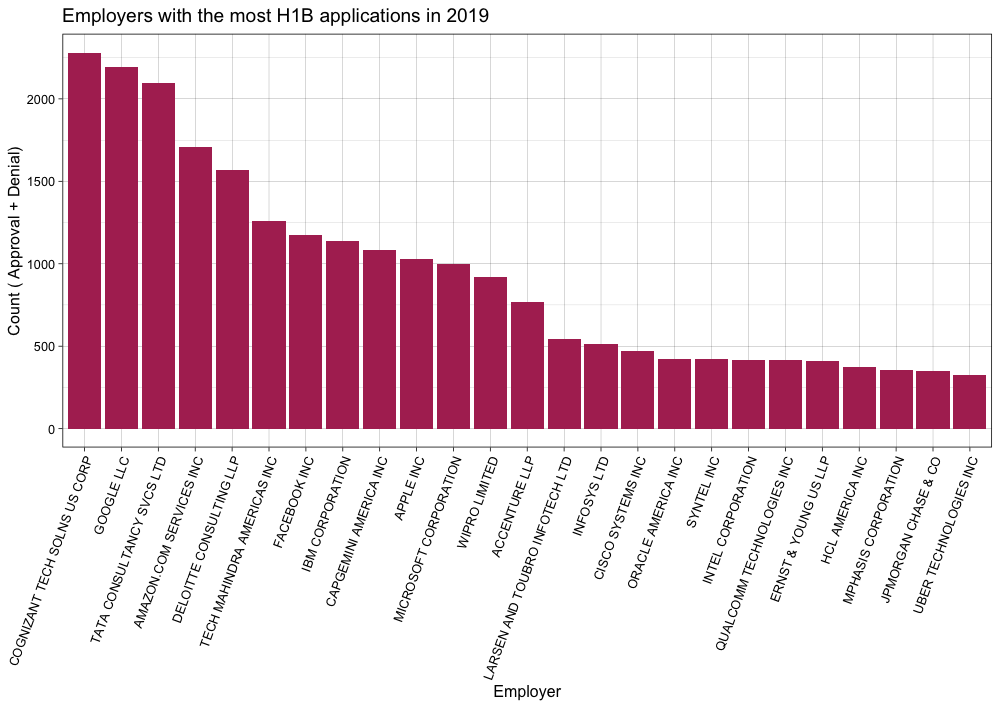 Employers with the most H1B applications in 2019
Count ( Approval + Denial)
2000
1500
1000
500
0
COGNIZANT TECH SOLNS US CORP
GOOGLE LLC
TATA CONSULTANCY SVCS LTD
AMAZON.COM SERVICES INC
DELOITTE CONSULTING LLP
TECH MAHINDRA AMERICAS INC
FACEBOOK INC
IBM CORPORATION
CAPGEMINI AMERICA INC
APPLE INC
MICROSOFT CORPORATION
WIPRO LIMITED
ACCENTURE LLP
LARSEN AND TOUBRO INFOTECH LTD
INFOSYS LTD
CISCO SYSTEMS INC
ORACLE AMERICA INC
SYNTEL INC
INTEL CORPORATION
QUALCOMM TECHNOLOGIES INC
ERNST & YOUNG US LLP
HCL AMERICA INC
MPHASIS CORPORATION
JPMORGAN CHASE & CO
UBER TECHNOLOGIES INC
Employer